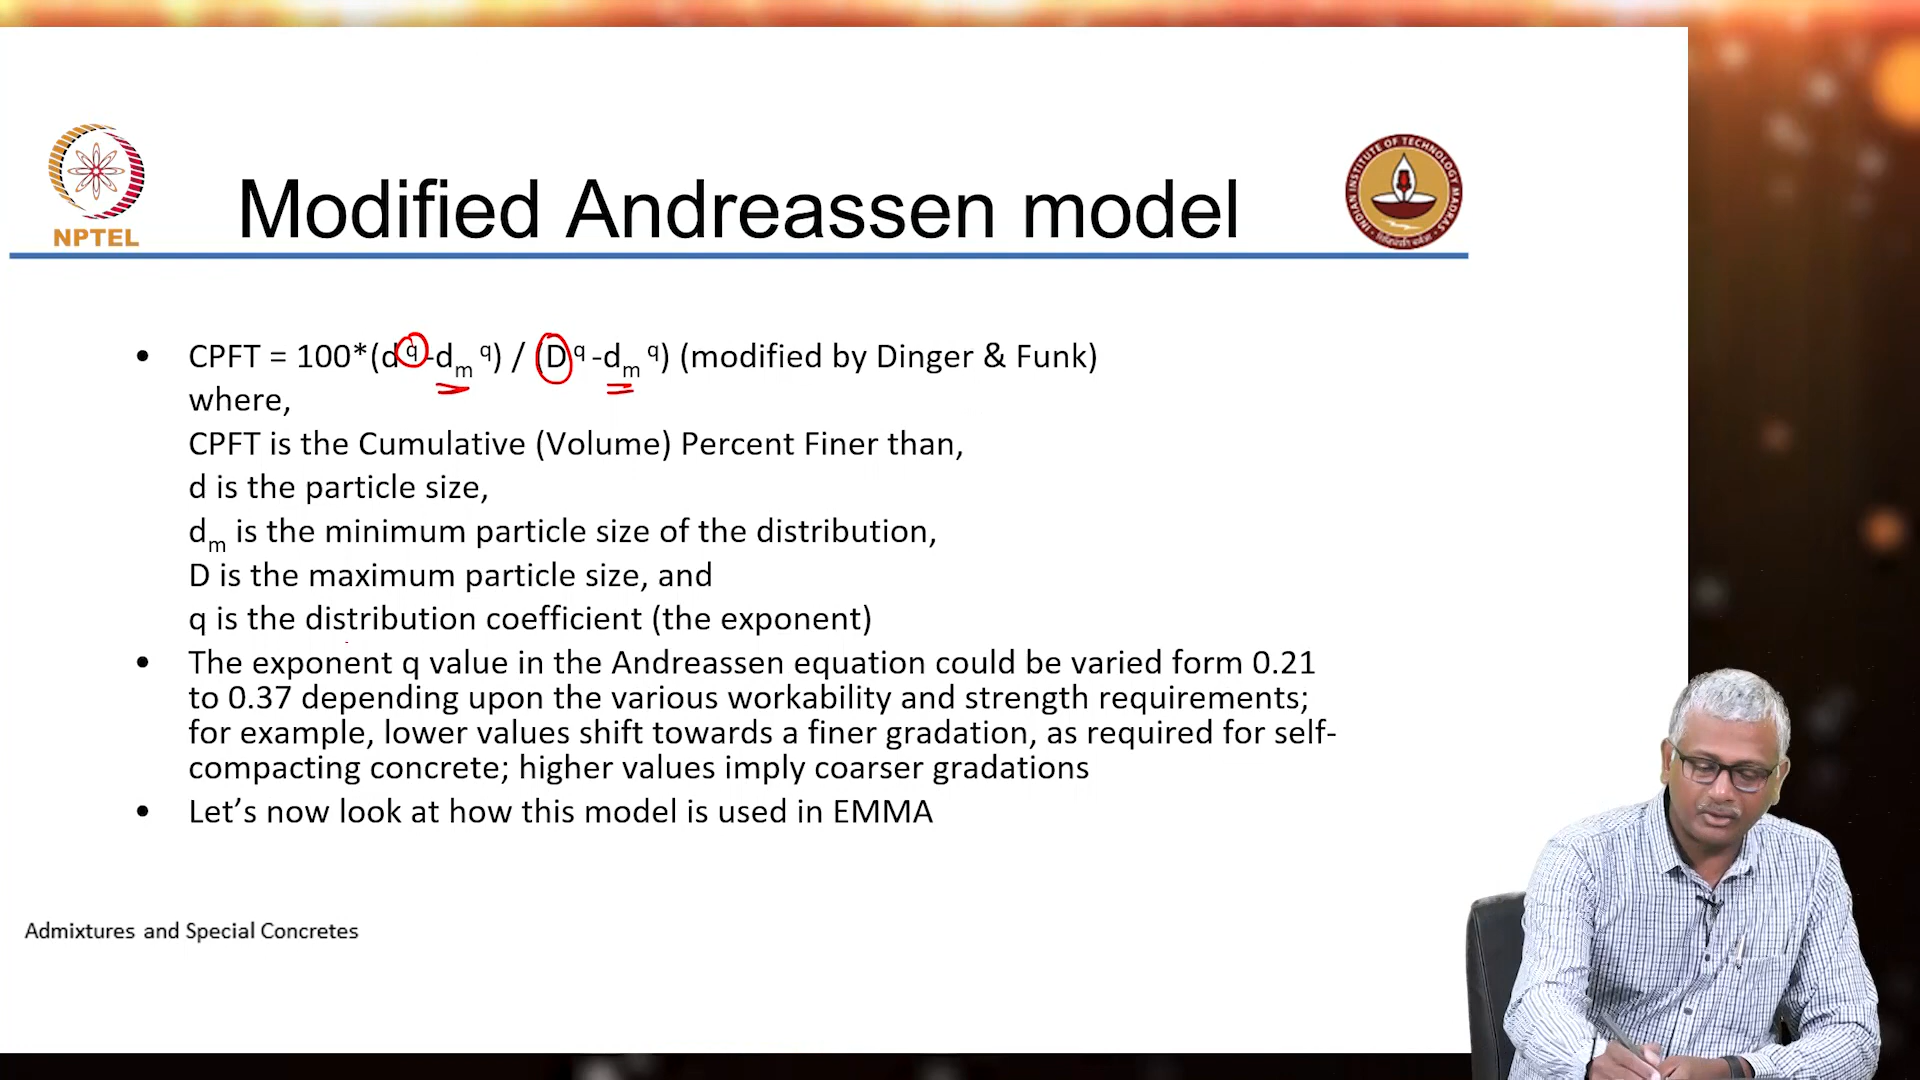 NPTEL
Modified Andreassen model
INDIAN INSTITUTE OF TECHNOLOGY MADRAS
• CPFT = 100*(d q -dm q) / (D q -dm q) (modified by Dinger & Funk)
where,
CPFT is the Cumulative (Volume) Percent Finer than,
d is the particle size,
dm is the minimum particle size of the distribution,
D is the maximum particle size, and
q is the distribution coefficient (the exponent)
• The exponent q value in the Andreassen equation could be varied form 0.21
to 0.37 depending upon the various workability and strength requirements;
for example, lower values shift towards a finer gradation, as required for self-
compacting concrete; higher values imply coarser gradations
• Let’s now look at how this model is used in EMMA
Admixtures and Special Concretes